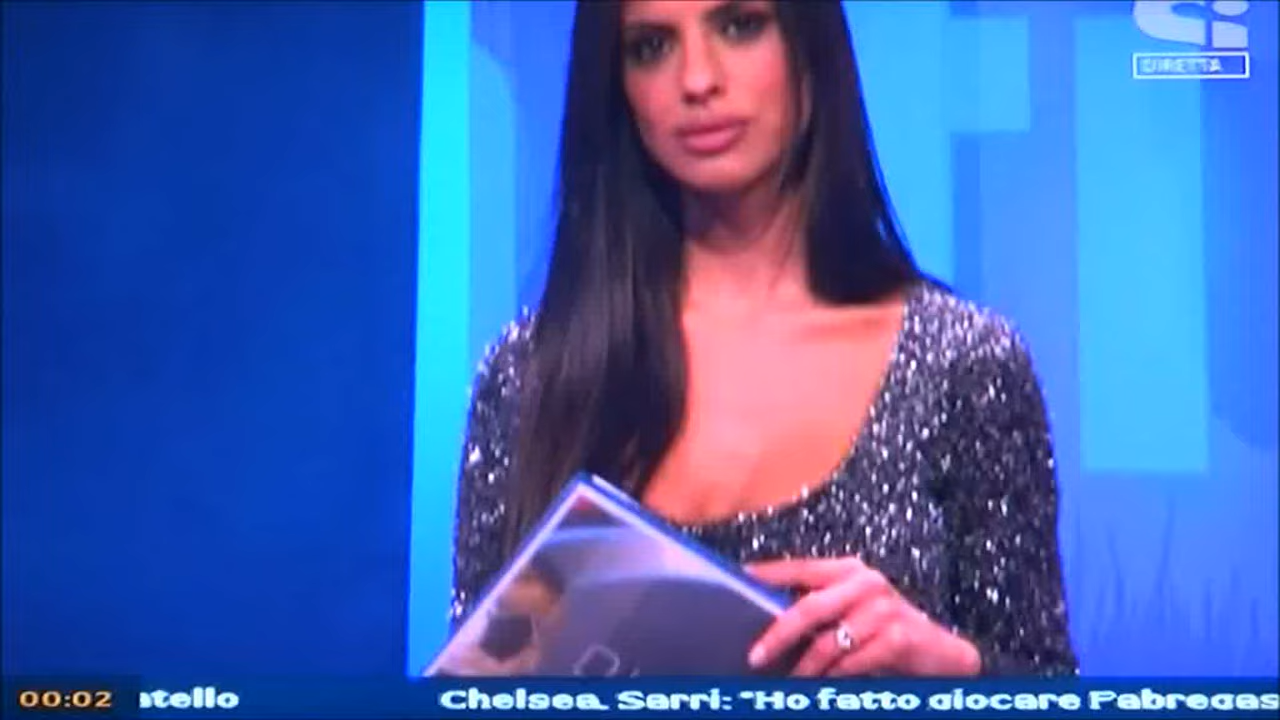 DIRETTA
00:02 stello Chelsea, Sarri: "Ho fatto giocare Fabregas